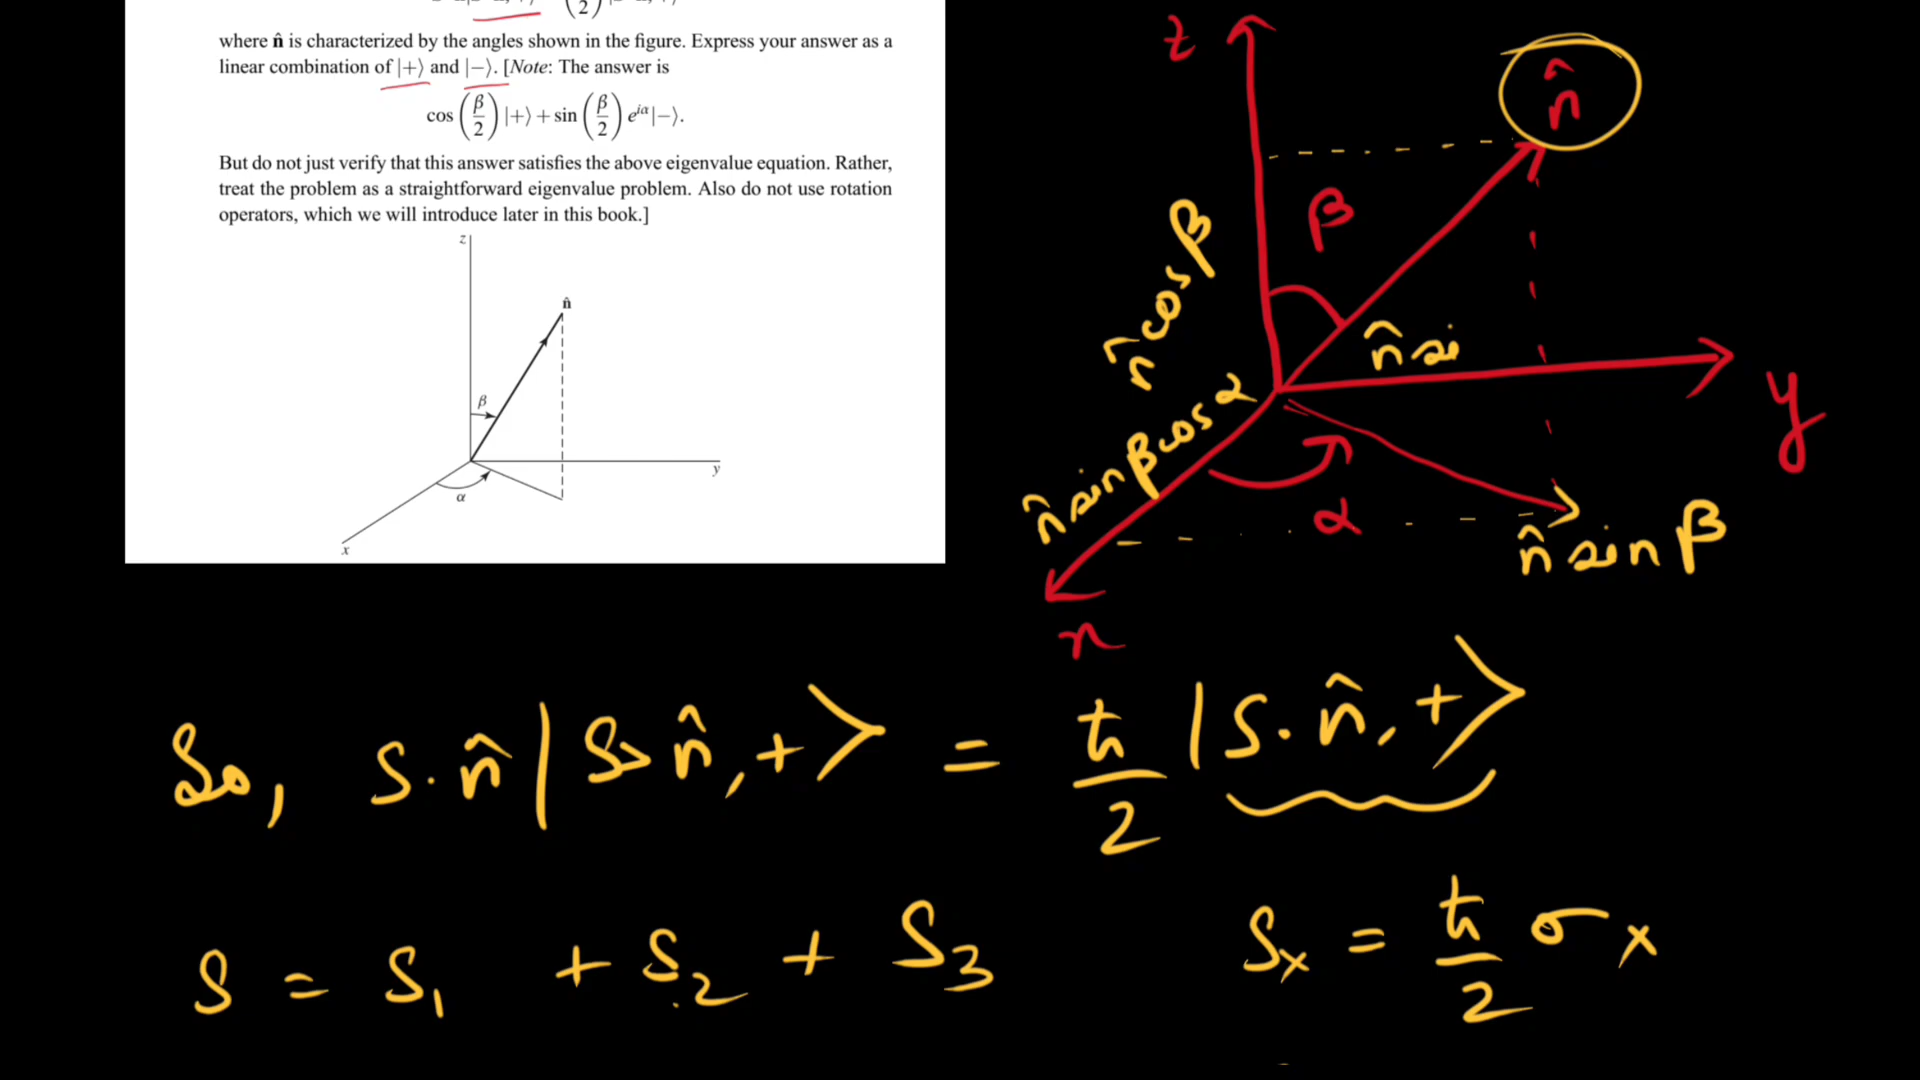 where n̂ is characterized by the angles shown in the figure. Express your answer as a
linear combination of |+⟩ and |−⟩. [Note: The answer is
cos (β/2) |+⟩ + sin (β/2) e^{iα} |−⟩.
But do not just verify that this answer satisfies the above eigenvalue equation. Rather,
treat the problem as a straightforward eigenvalue problem. Also do not use rotation
operators, which we will introduce later in this book.]
z
n̂
β
y
α
x
z
n̂
β
n̂ cos β
n̂ si
y
n̂ sin β cos α
α
n̂ sin β
x
So, S·n̂ | S n̂, +⟩ = ħ/2 | S·n̂, +⟩
S = S₁ + S₂ + S₃
Sx = ħ/2 σx